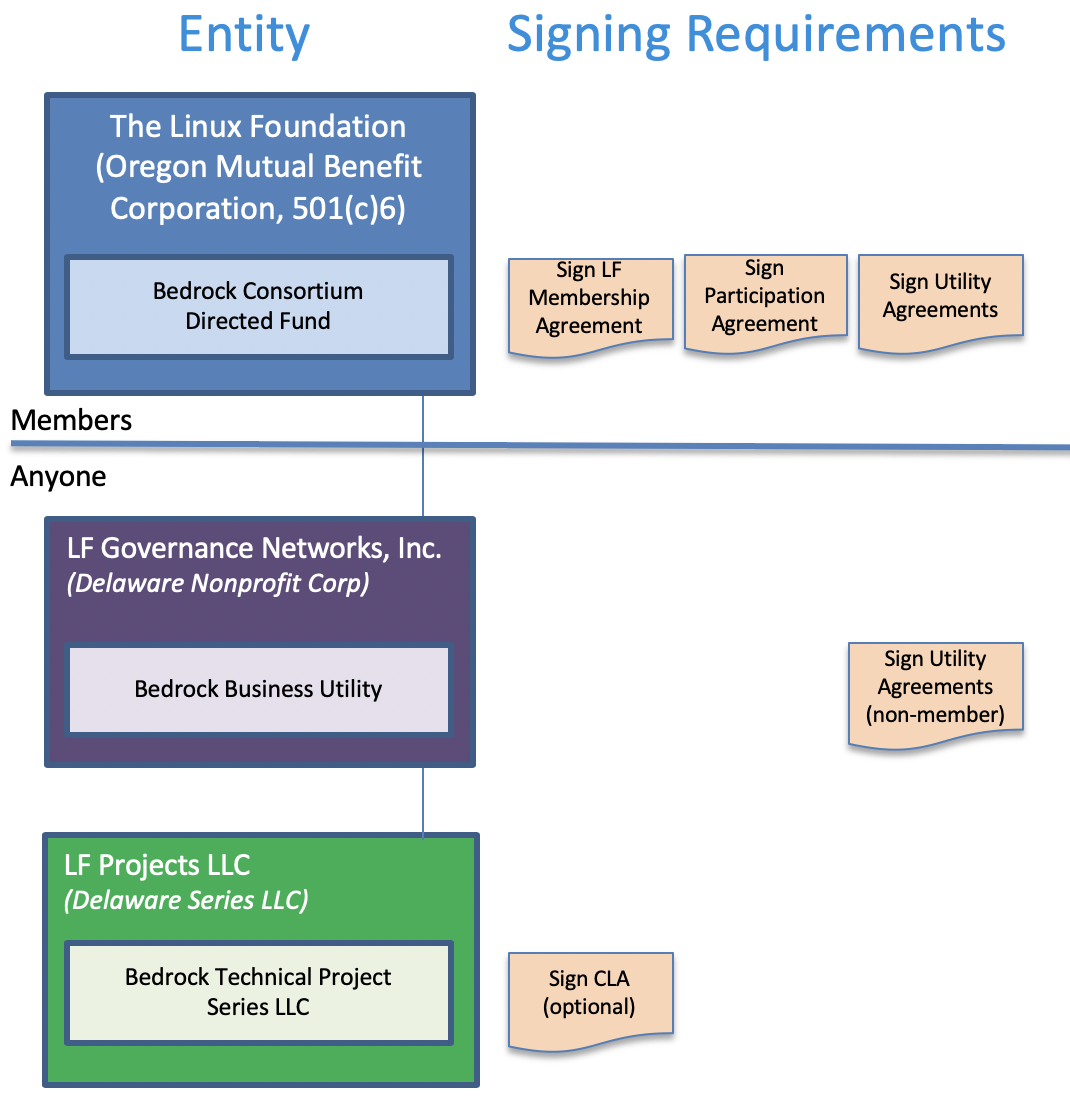 Entity
Signing Requirements
The Linux Foundation
(Oregon Mutual Benefit
Corporation, 501(c)6)
Bedrock Consortium
Directed Fund
Sign LF
Membership
Agreement
Sign
Participation
Agreement
Sign Utility
Agreements
Members
Anyone
LF Governance Networks, Inc.
(Delaware Nonprofit Corp)
Bedrock Business Utility
Sign Utility
Agreements
(non-member)
LF Projects LLC
(Delaware Series LLC)
Bedrock Technical Project
Series LLC
Sign CLA
(optional)